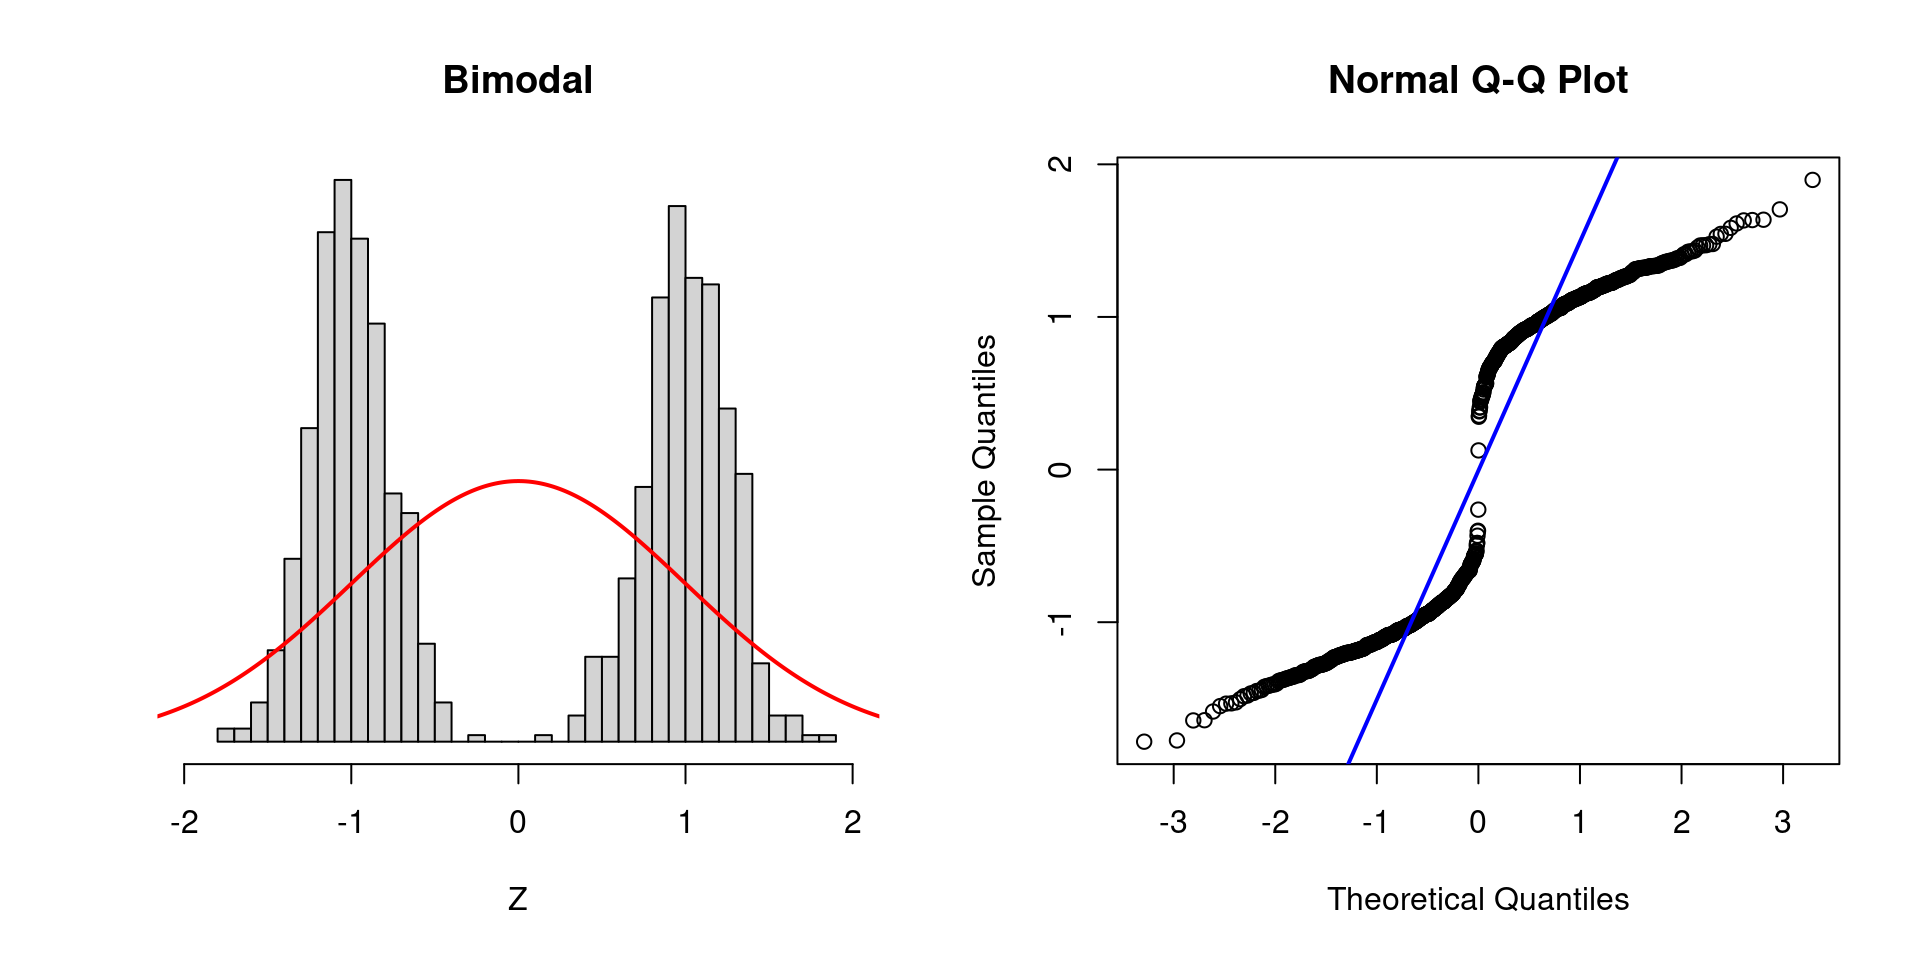 Bimodal
-2 -1 0 1 2
Z
Normal Q-Q Plot
2
1
0
-1
Sample Quantiles
-3 -2 -1 0 1 2 3
Theoretical Quantiles